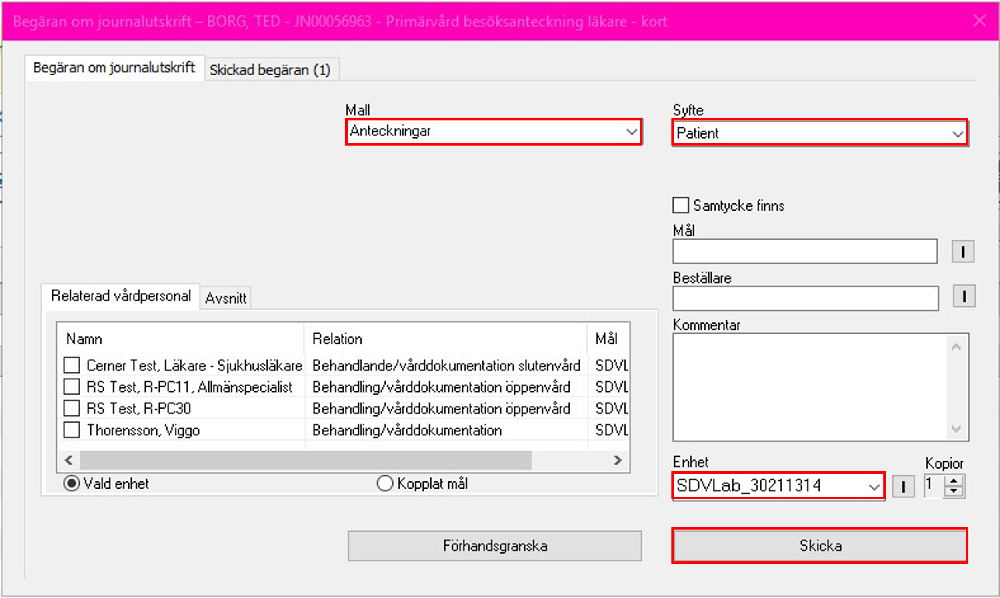 Begäran om journalutskrift – BORG, TED - JN00056963 - Primärvård besöksanteckning läkare - kort
Begäran om journalutskrift
Skickad begäran (1)
Mall
Anteckningar
Syfte
Patient
Samtycke finns
Mål
Beställare
Kommentar
Relaterad vårdpersonal
Avsnitt
Namn Relation Mål
Cerner Test, Läkare - Sjukhusläkare Behandlande/vårddokumentation slutenvård SDVL
RS Test, R-PC11, Allmänspecialist Behandling/vårddokumentation öppenvård SDVL
RS Test, R-PC30 Behandling/vårddokumentation öppenvård SDVL
Thorensson, Viggo Behandling/vårddokumentation SDVL
Vald enhet
Kopplat mål
Enhet
SDVLab_30211314
Kopior
1
Förhandsgranska
Skicka